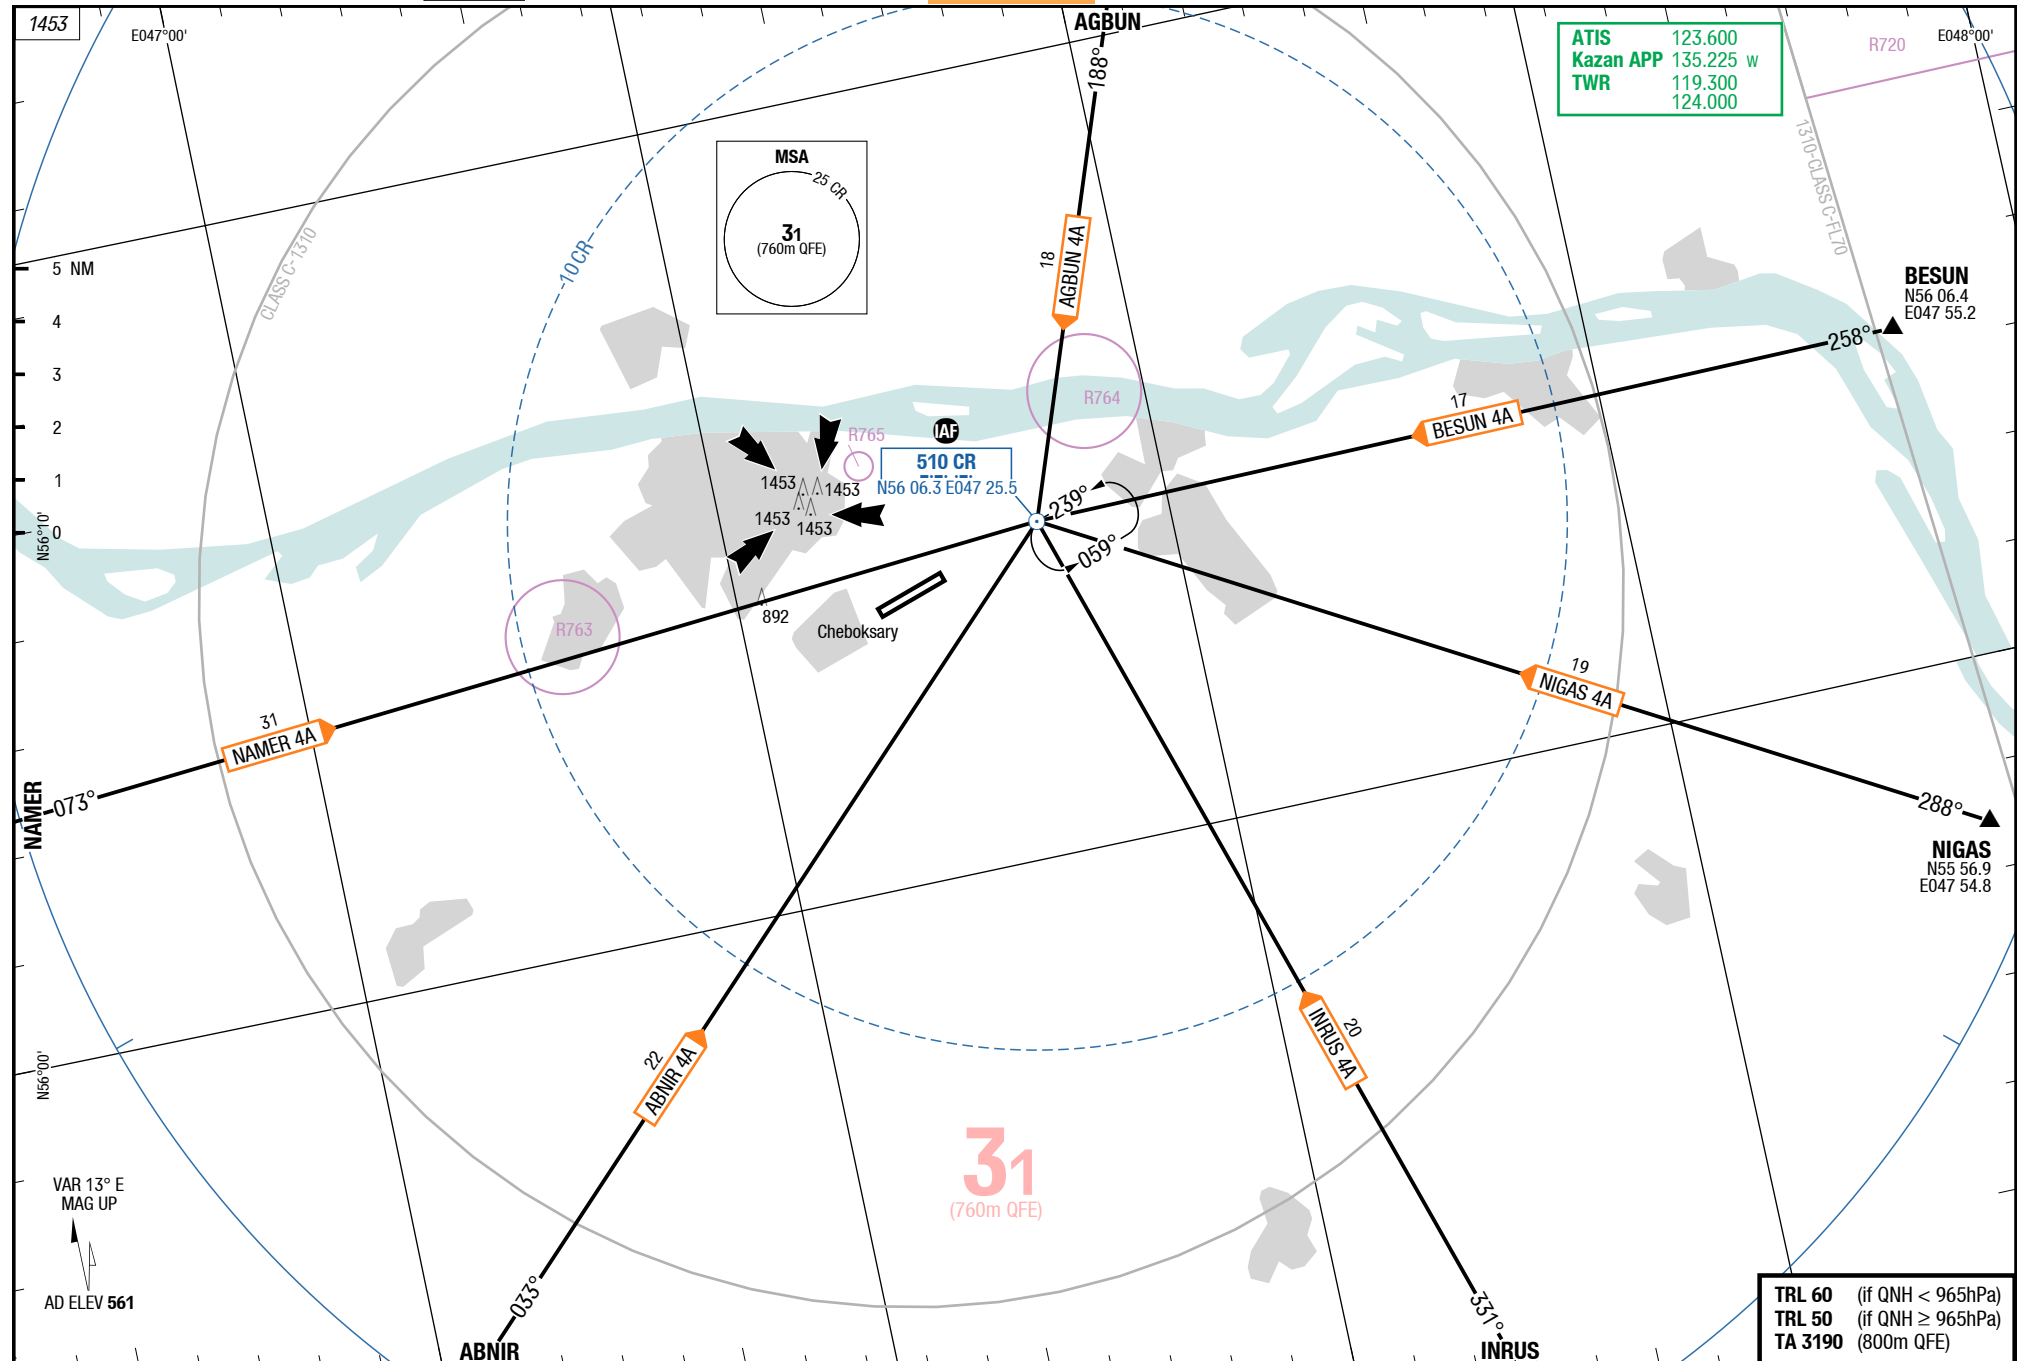 1453
E047°00'
AGBUN
188°
ATIS 123.600
Kazan APP 135.225 W
TWR 119.300
124.000
R720
E048°00'
1310-CLASS C-FL70
MSA
25 CR
31
(760m QFE)
CLASS C-1310
10 CR
18
AGBUN 4A
5 NM
4
3
2
1
0
N56°10'
BESUN
N56 06.4
E047 55.2
258°
17
BESUN 4A
R764
R765
IAF
510 CR
N56 06.3 E047 25.5
1453
1453
1453
1453
239°
059°
892
Cheboksary
R763
19
NIGAS 4A
31
NAMER 4A
073°
NAMER
288°
NIGAS
N55 56.9
E047 54.8
22
ABNIR 4A
20
INRUS 4A
N56°00'
31
(760m QFE)
VAR 13° E
MAG UP
AD ELEV 561
033°
ABNIR
331°
INRUS
TRL 60 (if QNH < 965hPa)
TRL 50 (if QNH ≥ 965hPa)
TA 3190 (800m QFE)